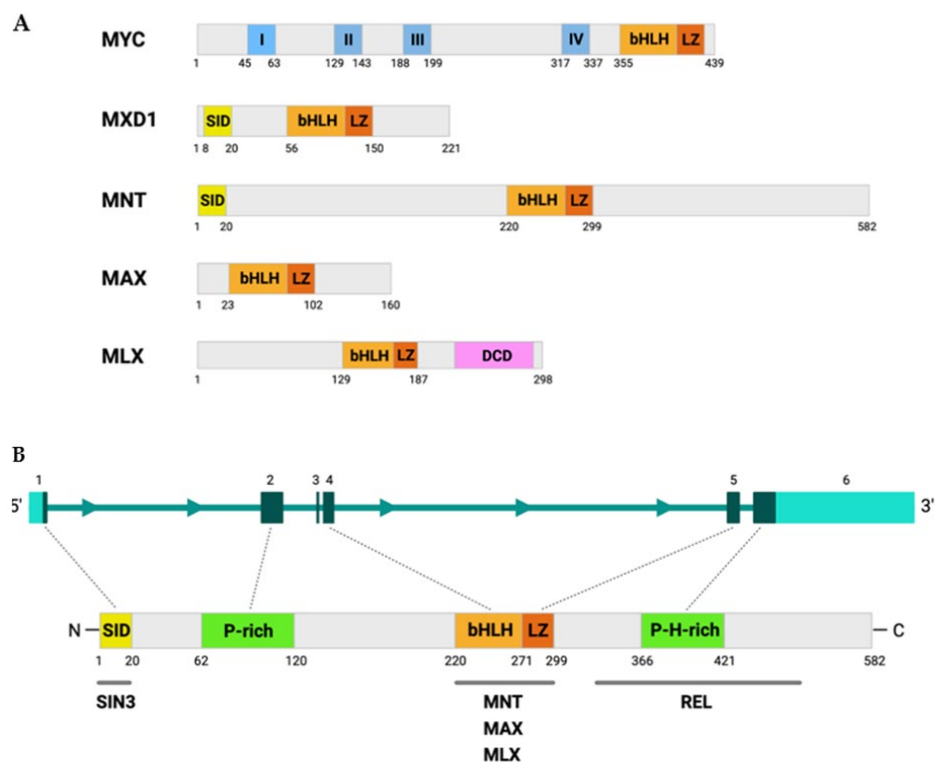 A
MYC I II III IV bHLH LZ
1 45 63 129 143 188 199 317 337 355 439
MXD1 SID bHLH LZ
1 8 20 56 150 221
MNT SID bHLH LZ
1 20 220 299 582
MAX bHLH LZ
1 23 102 160
MLX bHLH LZ DCD
1 129 187 298
B
1 2 3 4 5 6
5' 3'
N SID P-rich bHLH LZ P-H-rich C
1 20 62 120 220 271 299 366 421 582
SIN3 MNT REL
MAX
MLX